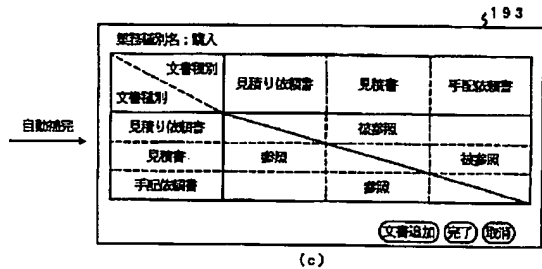 193
業務種別名：購入
文書種別 見積り依頼書 見積書 手配依頼書
文書種別
自動補完
見積り依頼書 被参照
見積書 参照 被参照
手配依頼書 参照
文書追加 完了 取消
(c)